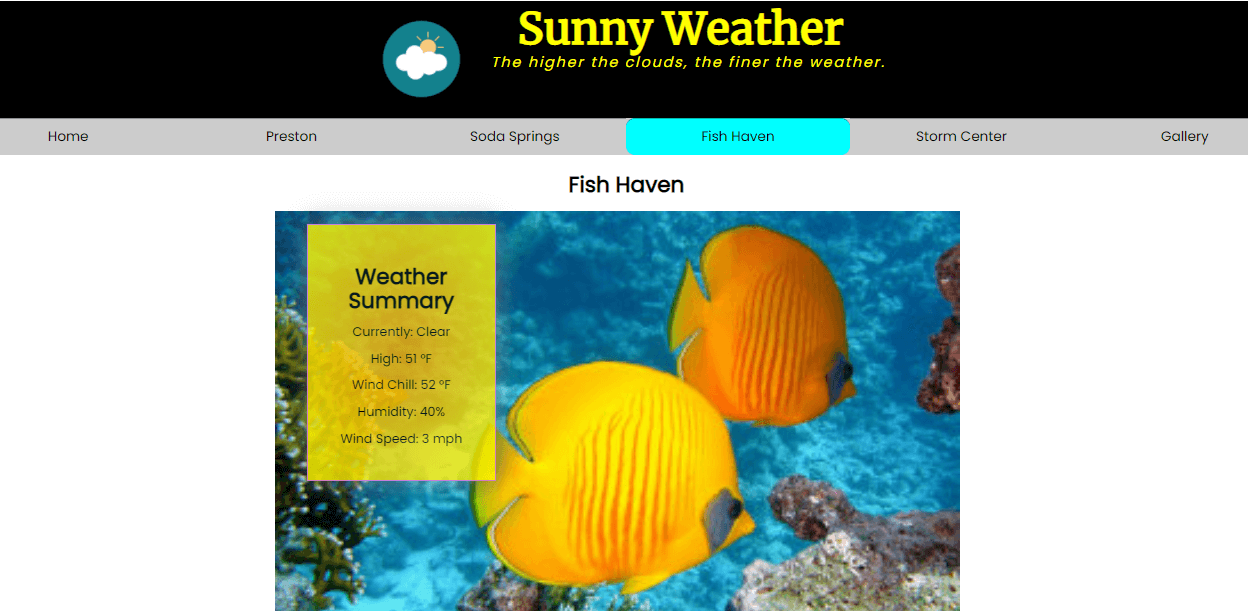 Sunny Weather
The higher the clouds, the finer the weather.
Home Preston Soda Springs Fish Haven Storm Center Gallery
Fish Haven
Weather
Summary
Currently: Clear
High: 51 °F
Wind Chill: 52 °F
Humidity: 40%
Wind Speed: 3 mph